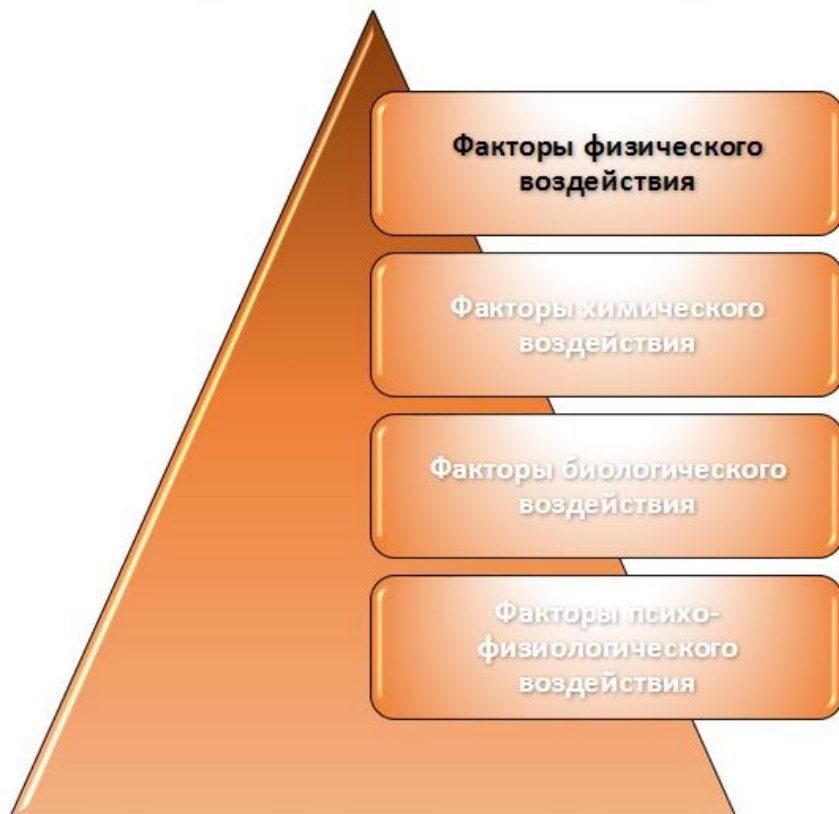 Факторы физического
воздействия
Факторы химического
воздействия
Факторы биологического
воздействия
Факторы психо-
физиологического
воздействия